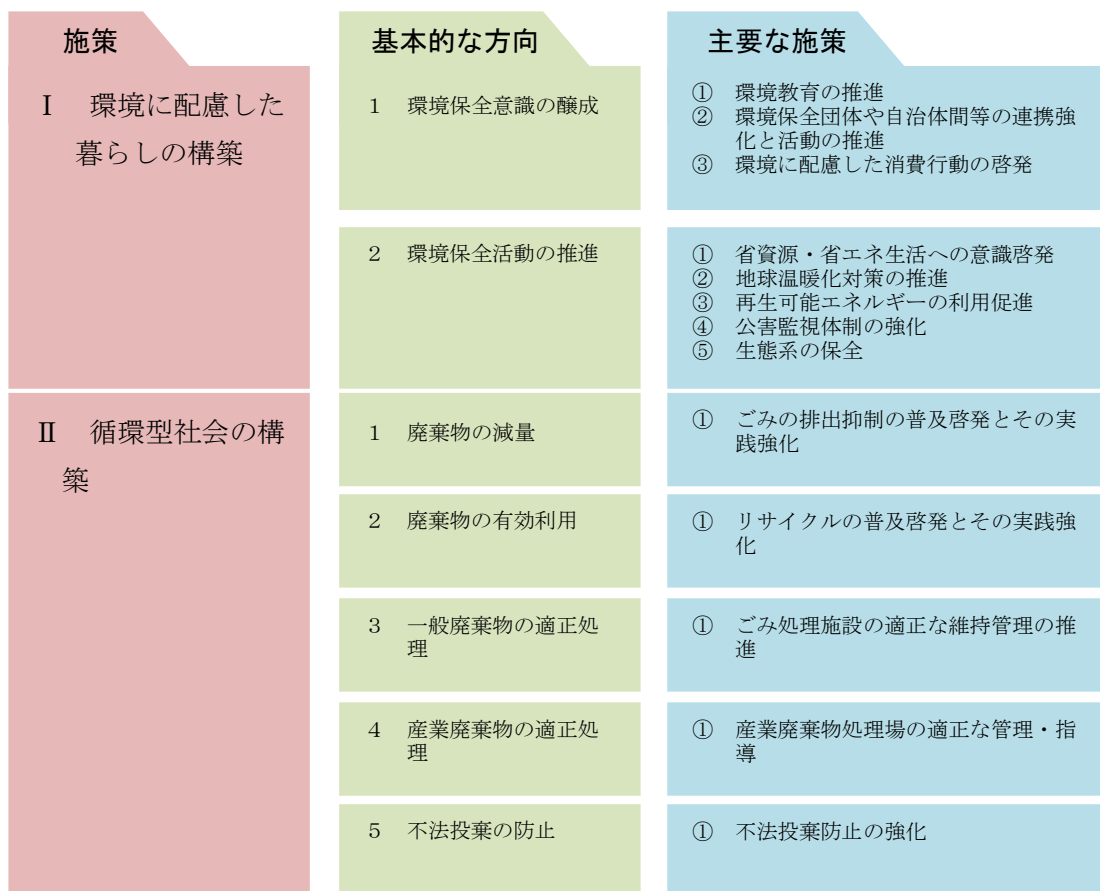 施策
基本的な方向
主要な施策
Ⅰ　環境に配慮した
暮らしの構築
１　環境保全意識の醸成
①　環境教育の推進
②　環境保全団体や自治体間等の連携強
化と活動の推進
③　環境に配慮した消費行動の啓発
２　環境保全活動の推進
①　省資源・省エネ生活への意識啓発
②　地球温暖化対策の推進
③　再生可能エネルギーの利用促進
④　公害監視体制の強化
⑤　生態系の保全
Ⅱ　循環型社会の構
築
１　廃棄物の減量
①　ごみの排出抑制の普及啓発とその実
践強化
２　廃棄物の有効利用
①　リサイクルの普及啓発とその実践強
化
３　一般廃棄物の適正処
理
①　ごみ処理施設の適正な維持管理の推
進
４　産業廃棄物の適正処
理
①　産業廃棄物処理場の適正な管理・指
導
５　不法投棄の防止
①　不法投棄防止の強化